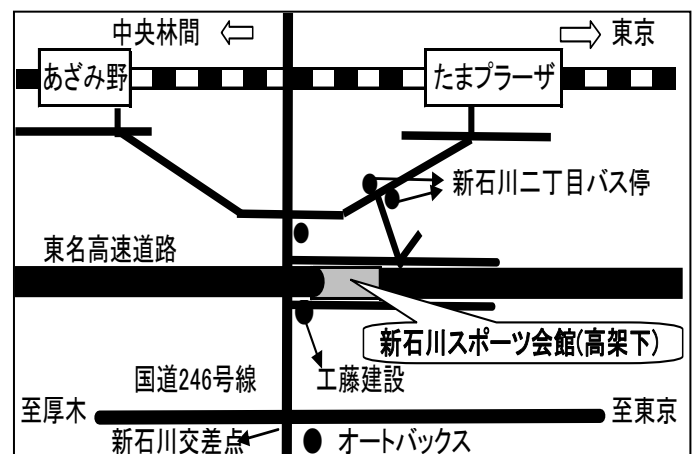 中央林間
東京
あざみ野
たまプラーザ
新石川二丁目バス停
東名高速道路
新石川スポーツ会館(高架下)
国道246号線
工藤建設
至厚木
至東京
新石川交差点
オートバックス